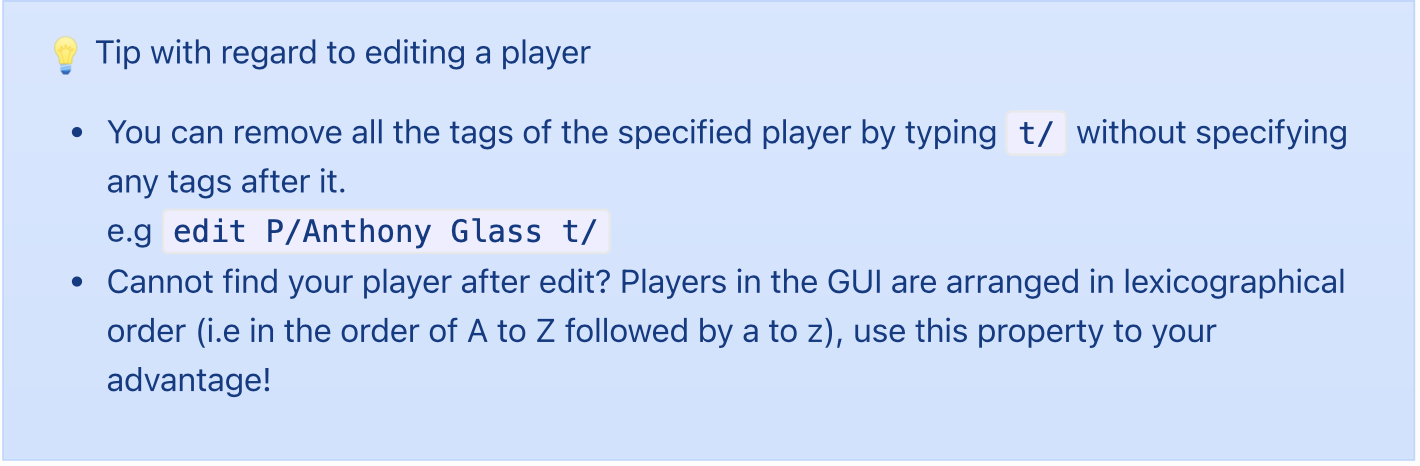 💡 Tip with regard to editing a player
• You can remove all the tags of the specified player by typing t/ without specifying
any tags after it.
e.g edit P/Anthony Glass t/
• Cannot find your player after edit? Players in the GUI are arranged in lexicographical
order (i.e in the order of A to Z followed by a to z), use this property to your
advantage!